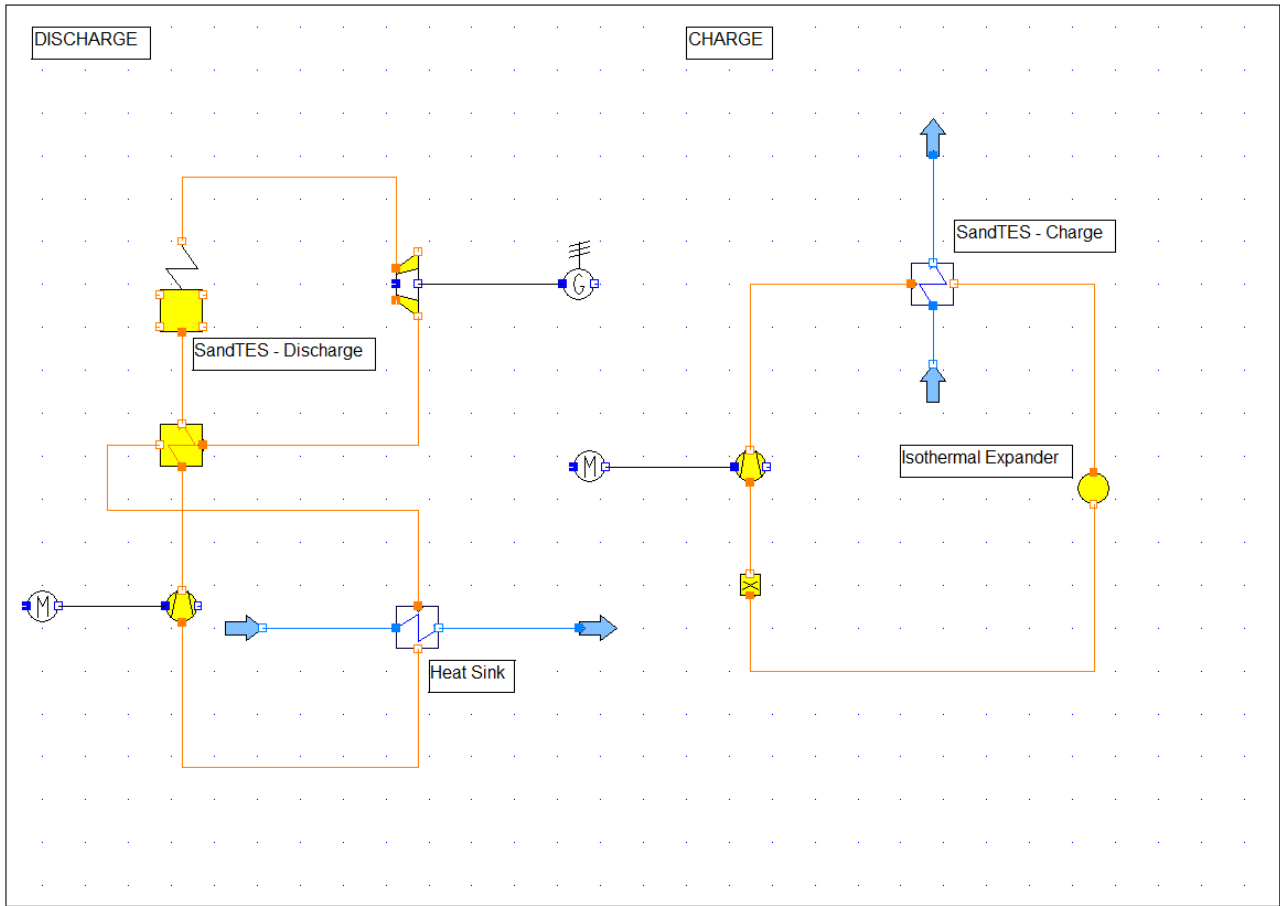 DISCHARGE
CHARGE
SandTES - Charge
G
SandTES - Discharge
Isothermal Expander
M
M
Heat Sink